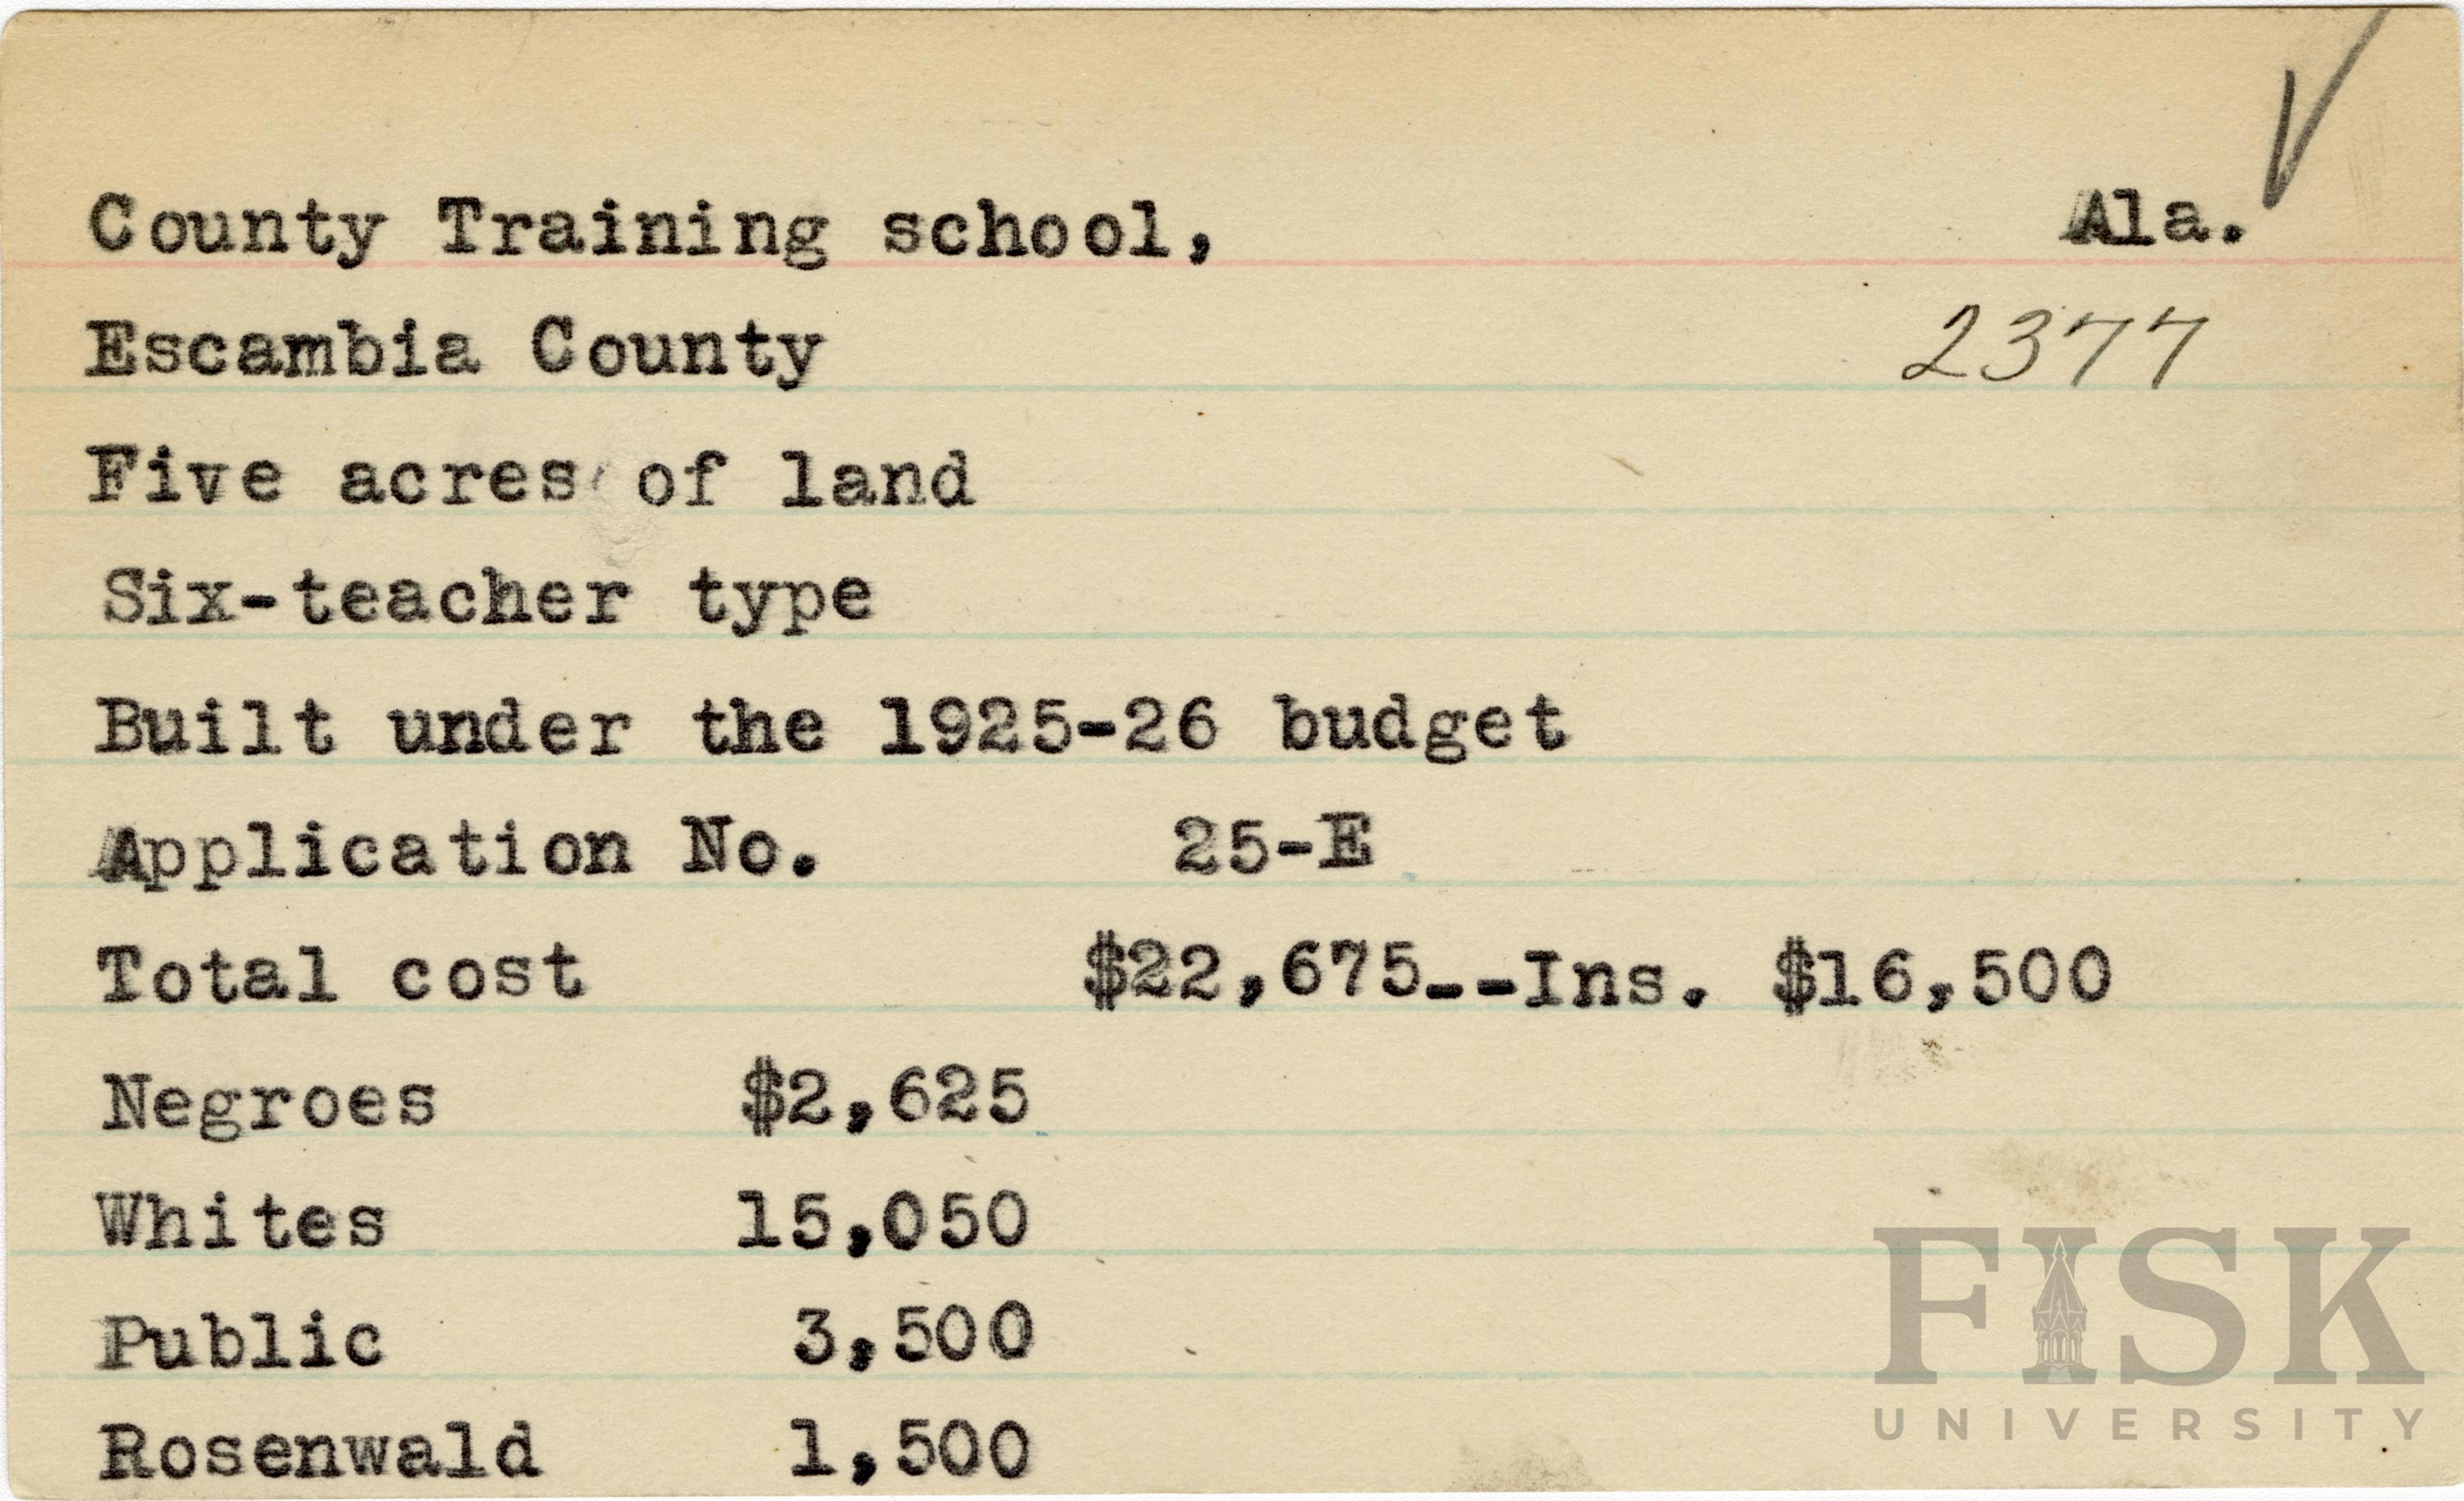 County Training school, Ala.
Escambia County 2377
Five acres of land
Six-teacher type
Built under the 1925-26 budget
Application No. 25-E
Total cost $22,675--Ins. $16,500
Negroes $2,625
Whites 15,050
Public 3,500
Rosenwald 1,500
FISK
UNIVERSITY